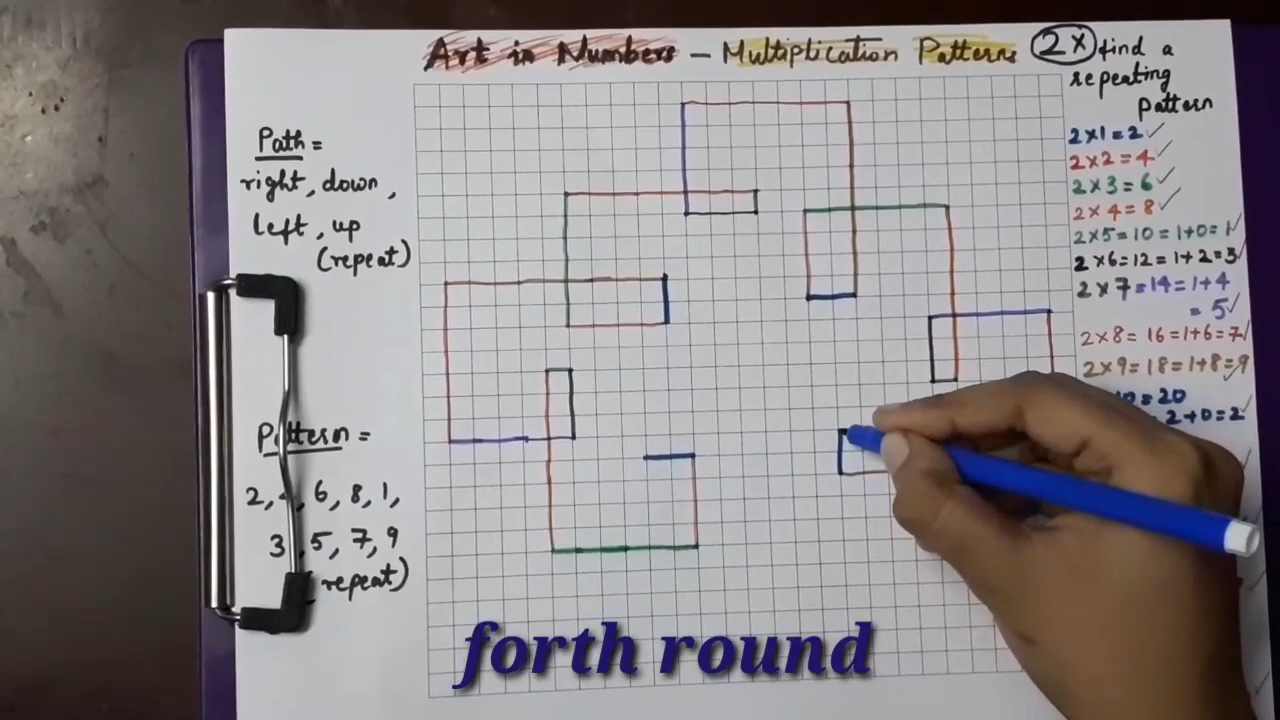 Art in Numbers - Multiplication Patterns 2x find a
repeating
pattern
Path =
right, down,
left, up
(repeat)
Pattern =
2, 4, 6, 8, 1,
3, 5, 7, 9
repeat)
2x1=2✓
2x2=4✓
2x3=6✓
2x4=8✓
2x5=10=1+0=1✓
2x6=12=1+2=3✓
2x7=14=1+4
=5✓
2x8=16=1+6=7✓
2x9=18=1+8=9✓
10=20
2+0=2✓
forth round